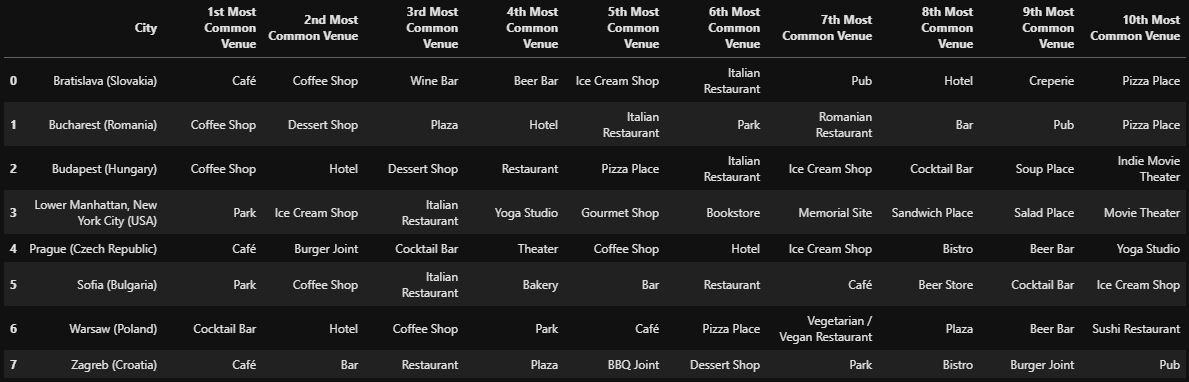 City 1st Most Common Venue 2nd Most Common Venue 3rd Most Common Venue 4th Most Common Venue 5th Most Common Venue 6th Most Common Venue 7th Most Common Venue 8th Most Common Venue 9th Most Common Venue 10th Most Common Venue
0 Bratislava (Slovakia) Café Coffee Shop Wine Bar Beer Bar Ice Cream Shop Italian Restaurant Pub Hotel Creperie Pizza Place
1 Bucharest (Romania) Coffee Shop Dessert Shop Plaza Hotel Italian Restaurant Park Romanian Restaurant Bar Pub Pizza Place
2 Budapest (Hungary) Coffee Shop Hotel Dessert Shop Restaurant Pizza Place Italian Restaurant Ice Cream Shop Cocktail Bar Soup Place Indie Movie Theater
3 Lower Manhattan, New York City (USA) Park Ice Cream Shop Italian Restaurant Yoga Studio Gourmet Shop Bookstore Memorial Site Sandwich Place Salad Place Movie Theater
4 Prague (Czech Republic) Café Burger Joint Cocktail Bar Theater Coffee Shop Hotel Ice Cream Shop Bistro Beer Bar Yoga Studio
5 Sofia (Bulgaria) Park Coffee Shop Italian Restaurant Bakery Bar Restaurant Café Beer Store Cocktail Bar Ice Cream Shop
6 Warsaw (Poland) Cocktail Bar Hotel Coffee Shop Park Café Pizza Place Vegetarian / Vegan Restaurant Plaza Beer Bar Sushi Restaurant
7 Zagreb (Croatia) Café Bar Restaurant Plaza BBQ Joint Dessert Shop Park Bistro Burger Joint Pub